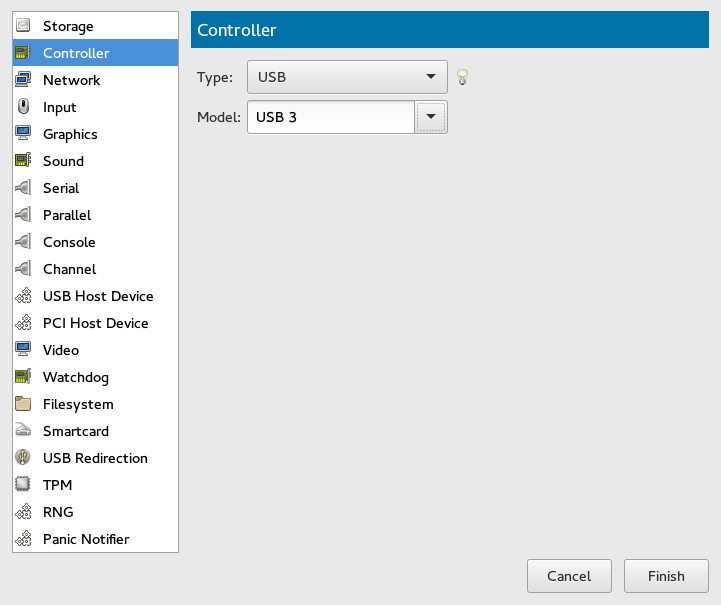 Storage
Controller
Network
Input
Graphics
Sound
Serial
Parallel
Console
Channel
USB Host Device
PCI Host Device
Video
Watchdog
Filesystem
Smartcard
USB Redirection
TPM
RNG
Panic Notifier
Controller
Type: USB
Model: USB 3
Cancel Finish